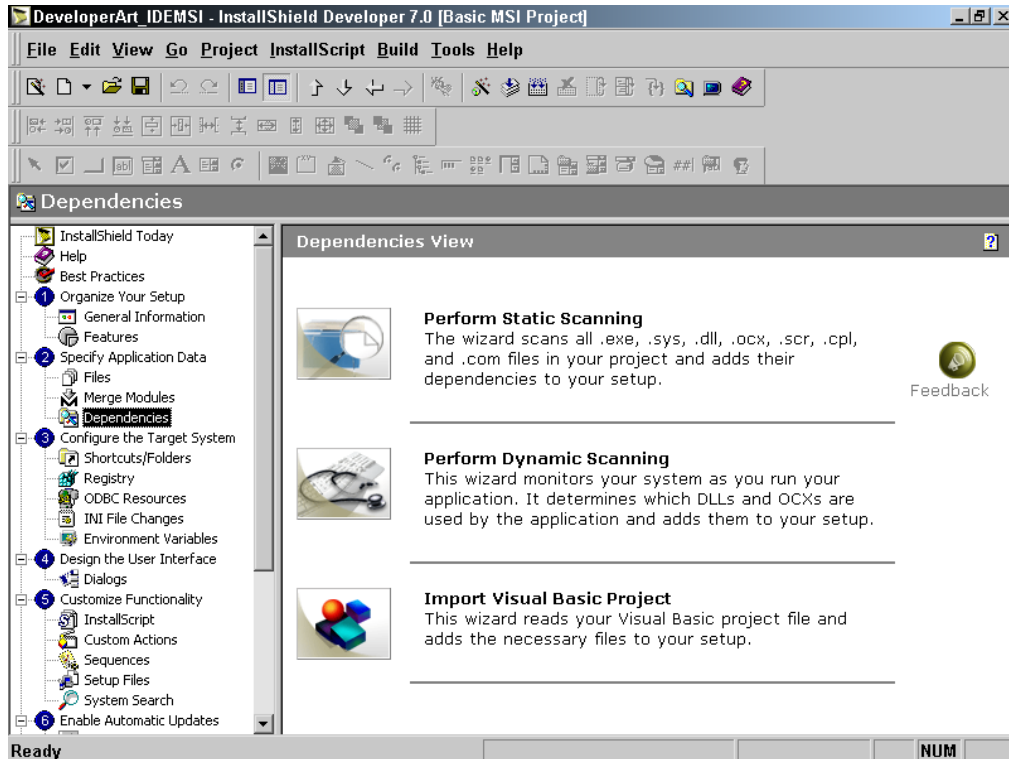 DeveloperArt_IDEMSI - InstallShield Developer 7.0 [Basic MSI Project]
File Edit View Go Project InstallScript Build Tools Help
Dependencies
InstallShield Today
Help
Best Practices
1 Organize Your Setup
General Information
Features
2 Specify Application Data
Files
Merge Modules
Dependencies
3 Configure the Target System
Shortcuts/Folders
Registry
ODBC Resources
INI File Changes
Environment Variables
4 Design the User Interface
Dialogs
5 Customize Functionality
InstallScript
Custom Actions
Sequences
Setup Files
System Search
6 Enable Automatic Updates
Dependencies View
?
Perform Static Scanning
The wizard scans all .exe, .sys, .dll, .ocx, .scr, .cpl,
and .com files in your project and adds their
dependencies to your setup.
Feedback
Perform Dynamic Scanning
This wizard monitors your system as you run your
application. It determines which DLLs and OCXs are
used by the application and adds them to your setup.
Import Visual Basic Project
This wizard reads your Visual Basic project file and
adds the necessary files to your setup.
Ready
NUM